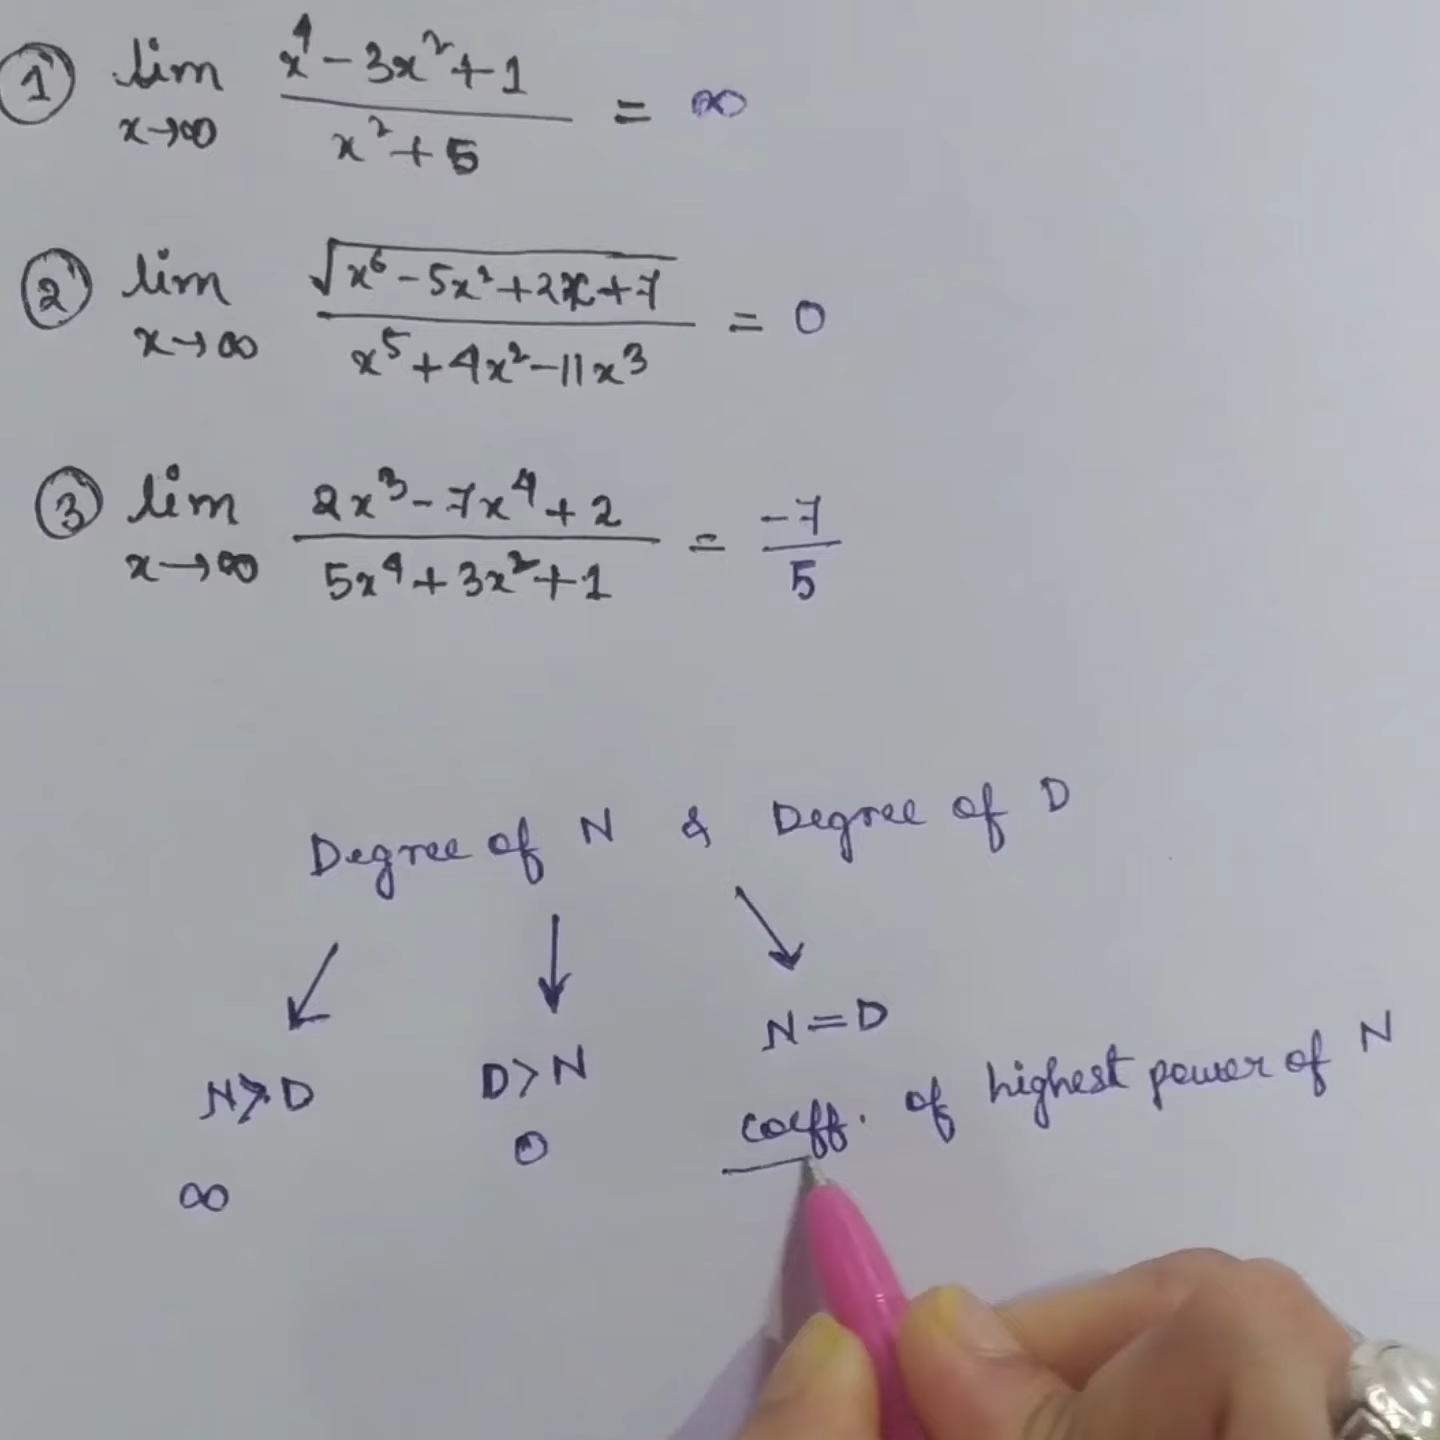 ① lim x→∞ (x⁴ - 3x² + 1)/(x² + 5) = ∞
② lim x→∞ √(x⁶ - 5x² + 2x + 7)/(x⁵ + 4x² - 11x³) = 0
③ lim x→∞ (2x³ - 7x⁴ + 2)/(5x⁴ + 3x² + 1) = -7/5
Degree of N & Degree of D
N > D
D > N
N = D
∞
0
coeff. of highest power of N